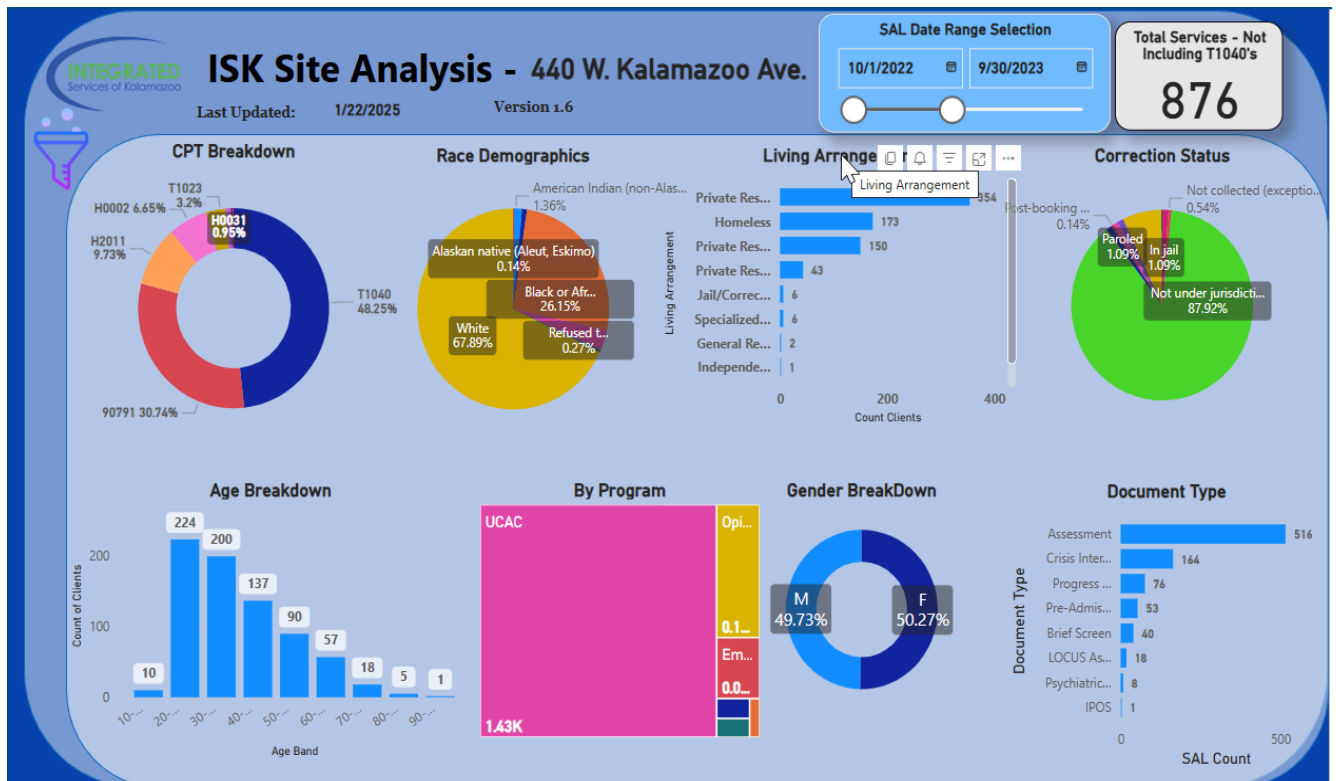 INTEGRATED
Services of Kalamazoo
ISK Site Analysis - 440 W. Kalamazoo Ave.
Last Updated: 1/22/2025 Version 1.6
SAL Date Range Selection
10/1/2022 9/30/2023
Total Services - Not
Including T1040's
876
CPT Breakdown
T1023
3.2%
H0002 6.65%
H0031
0.95%
H2011
9.73%
T1040
48.25%
90791 30.74%
Race Demographics
American Indian (non-Alas...
1.36%
Alaskan native (Aleut, Eskimo)
0.14%
Black or Afr...
26.15%
White
67.89%
Refused t...
0.27%
Living Arrange
Living Arrangement
Living Arrangement
Private Res... 354
Homeless 173
Private Res... 150
Private Res... 43
Jail/Correc... 6
Specialized... 6
General Re... 2
Independe... 1
0 200 400
Count Clients
Correction Status
Not collected (exceptio...
0.54%
Post-booking ...
0.14%
Paroled
1.09%
In jail
1.09%
Not under jurisdicti...
87.92%
Age Breakdown
Count of Clients
200
100
0
10
224
200
137
90
57
18
5
1
10-... 20-... 30-... 40-... 50-... 60-... 70-... 80-... 90-...
Age Band
By Program
UCAC
1.43K
Opi...
0.1...
Em...
0.0...
Gender BreakDown
M
49.73%
F
50.27%
Document Type
Document Type
Assessment 516
Crisis Inter... 164
Progress ... 76
Pre-Admis... 53
Brief Screen 40
LOCUS As... 18
Psychiatric... 8
IPOS 1
0 500
SAL Count